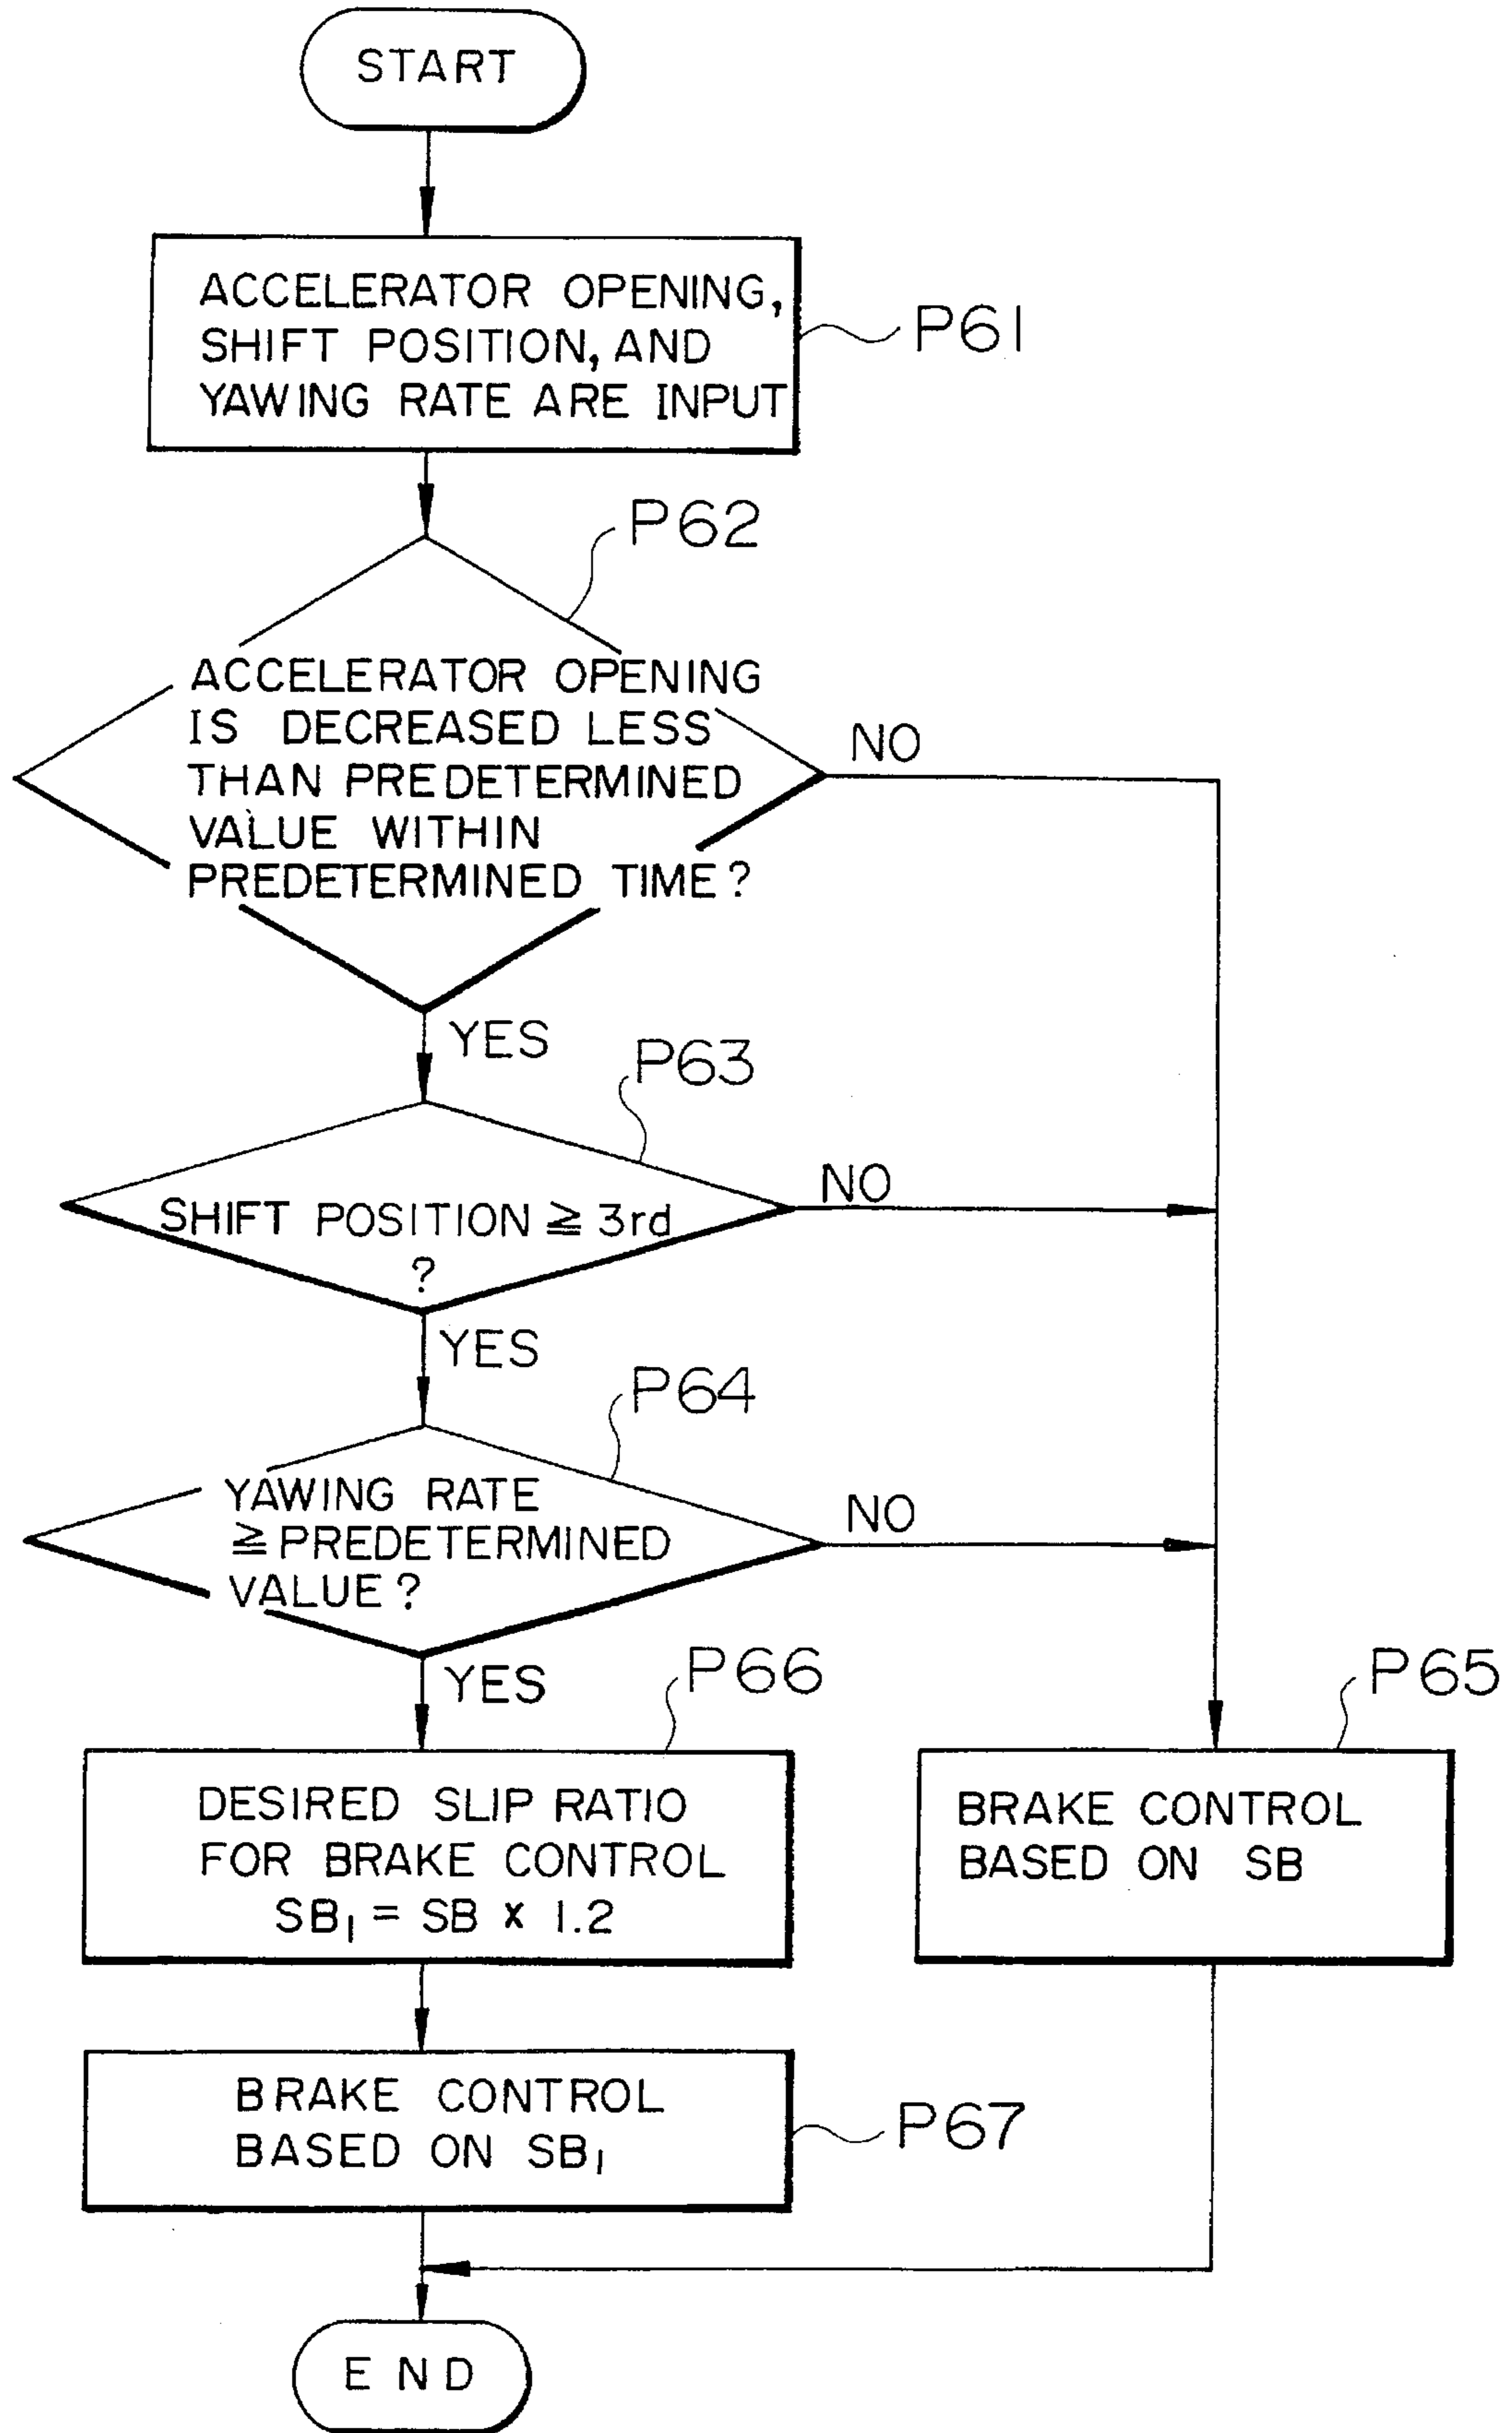 START
ACCELERATOR OPENING,
SHIFT POSITION, AND
YAWING RATE ARE INPUT
P61
P62
ACCELERATOR OPENING
IS DECREASED LESS
THAN PREDETERMINED
VALUE WITHIN
PREDETERMINED TIME?
NO
YES
P63
SHIFT POSITION ≧ 3rd
?
NO
YES
P64
YAWING RATE
≧ PREDETERMINED
VALUE?
NO
YES
P66
DESIRED SLIP RATIO
FOR BRAKE CONTROL
SB₁ = SB x 1.2
P65
BRAKE CONTROL
BASED ON SB
BRAKE CONTROL
BASED ON SB₁
P67
END